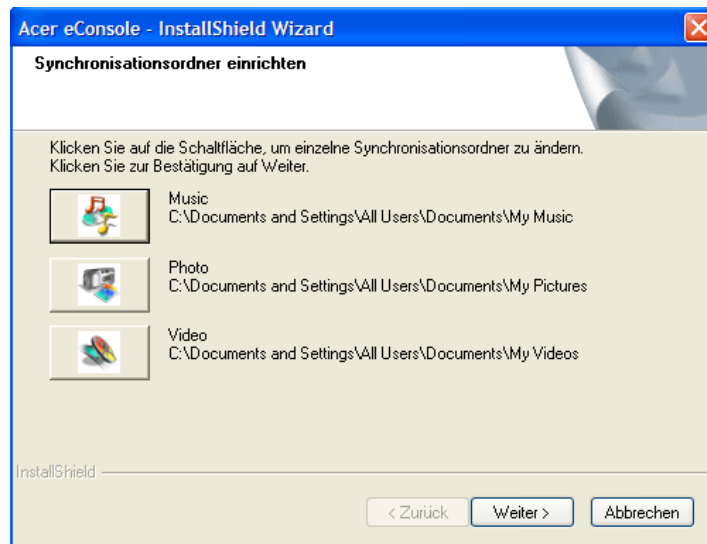 Acer eConsole - InstallShield Wizard
Synchronisationsordner einrichten
Klicken Sie auf die Schaltfläche, um einzelne Synchronisationsordner zu ändern.
Klicken Sie zur Bestätigung auf Weiter.
Music
C:\Documents and Settings\All Users\Documents\My Music
Photo
C:\Documents and Settings\All Users\Documents\My Pictures
Video
C:\Documents and Settings\All Users\Documents\My Videos
InstallShield
< Zurück
Weiter >
Abbrechen